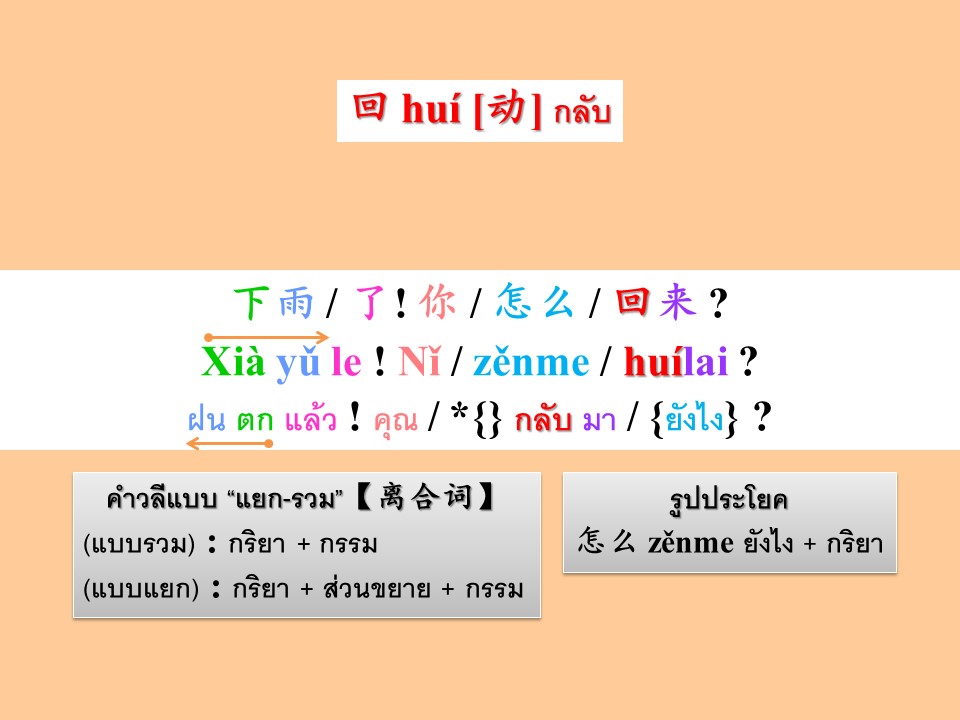 回 huí [动] กลับ
下雨 / 了! 你 / 怎么 / 回来 ?
Xià yǔ le ! Nǐ / zěnme / huílai ?
ฝน ตก แล้ว ! คุณ / *{} กลับ มา / {ยังไง} ?
คำวลีแบบ “แยก-รวม”【离合词】
(แบบรวม) : กริยา + กรรม
(แบบแยก) : กริยา + ส่วนขยาย + กรรม
รูปประโยค
怎么 zěnme ยังไง + กริยา